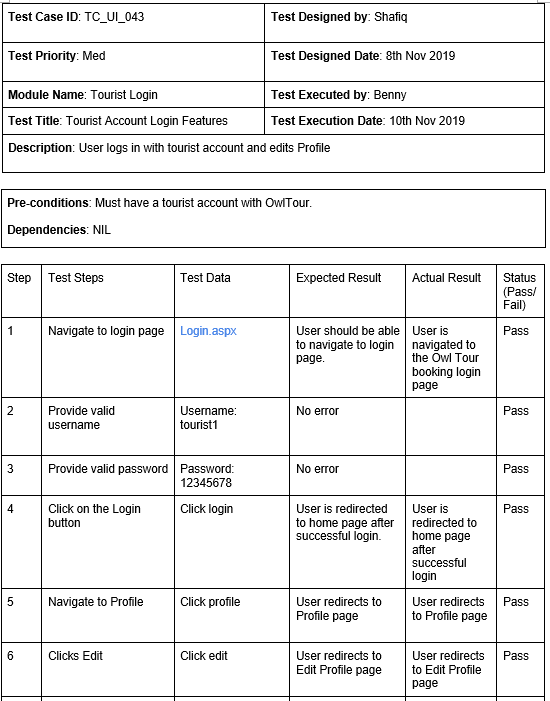 Test Case ID: TC_UI_043
Test Designed by: Shafiq
Test Priority: Med
Test Designed Date: 8th Nov 2019
Module Name: Tourist Login
Test Executed by: Benny
Test Title: Tourist Account Login Features
Test Execution Date: 10th Nov 2019
Description: User logs in with tourist account and edits Profile
Pre-conditions: Must have a tourist account with OwlTour.
Dependencies: NIL
Step
Test Steps
Test Data
Expected Result
Actual Result
Status
(Pass/
Fail)
1
Navigate to login page
Login.aspx
User should be able
to navigate to login
page.
User is
navigated to
the Owl Tour
booking login
page
Pass
2
Provide valid
username
Username:
tourist1
No error
Pass
3
Provide valid password
Password:
12345678
No error
Pass
4
Click on the Login
button
Click login
User is redirected
to home page after
successful login.
User is
redirected to
home page
after
successful
login
Pass
5
Navigate to Profile
Click profile
User redirects to
Profile page
User redirects
to Profile page
Pass
6
Clicks Edit
Click edit
User redirects to
Edit Profile page
User redirects
to Edit Profile
page
Pass